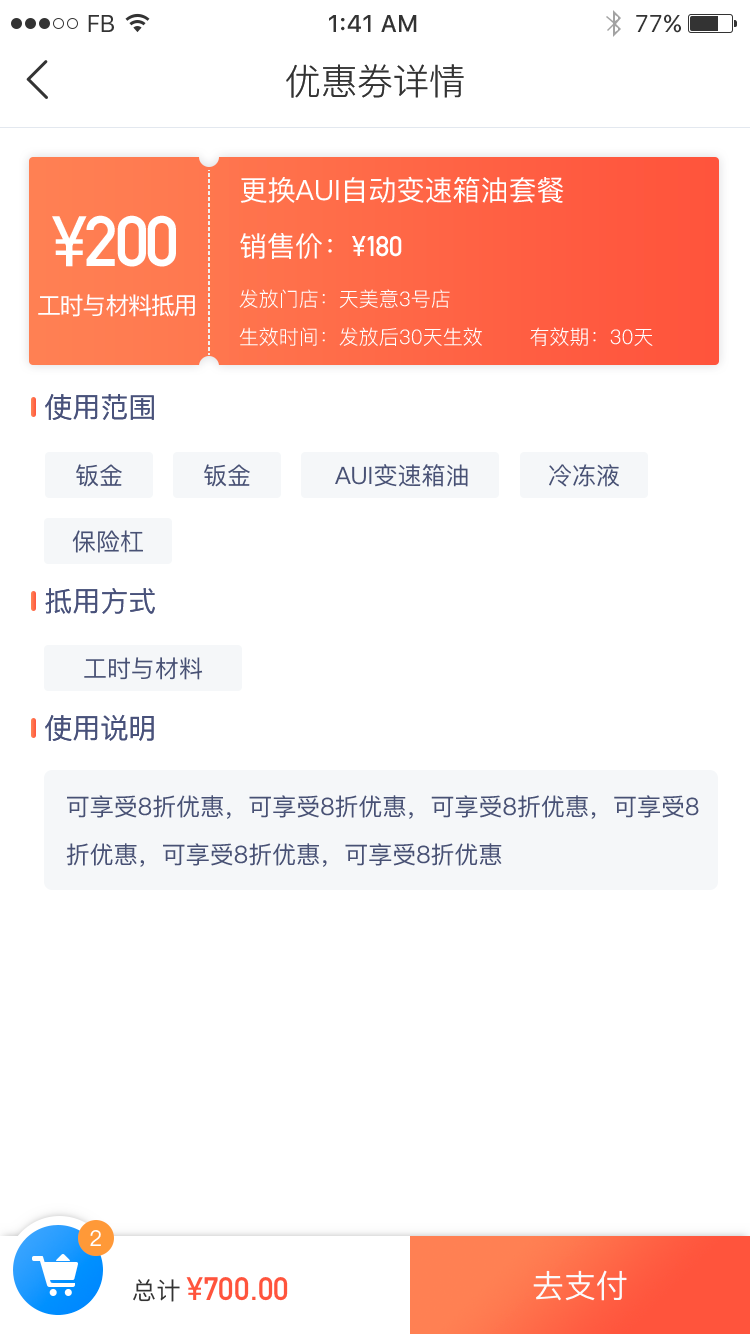 FB 1:41 AM 77%
优惠券详情
¥200
工时与材料抵用
更换AUI自动变速箱油套餐
销售价：¥180
发放门店：天美意3号店
生效时间：发放后30天生效 有效期：30天
使用范围
钣金 钣金 AUI变速箱油 冷冻液
保险杠
抵用方式
工时与材料
使用说明
可享受8折优惠，可享受8折优惠，可享受8折优惠，可享受8
折优惠，可享受8折优惠，可享受8折优惠
2
总计 ¥700.00
去支付